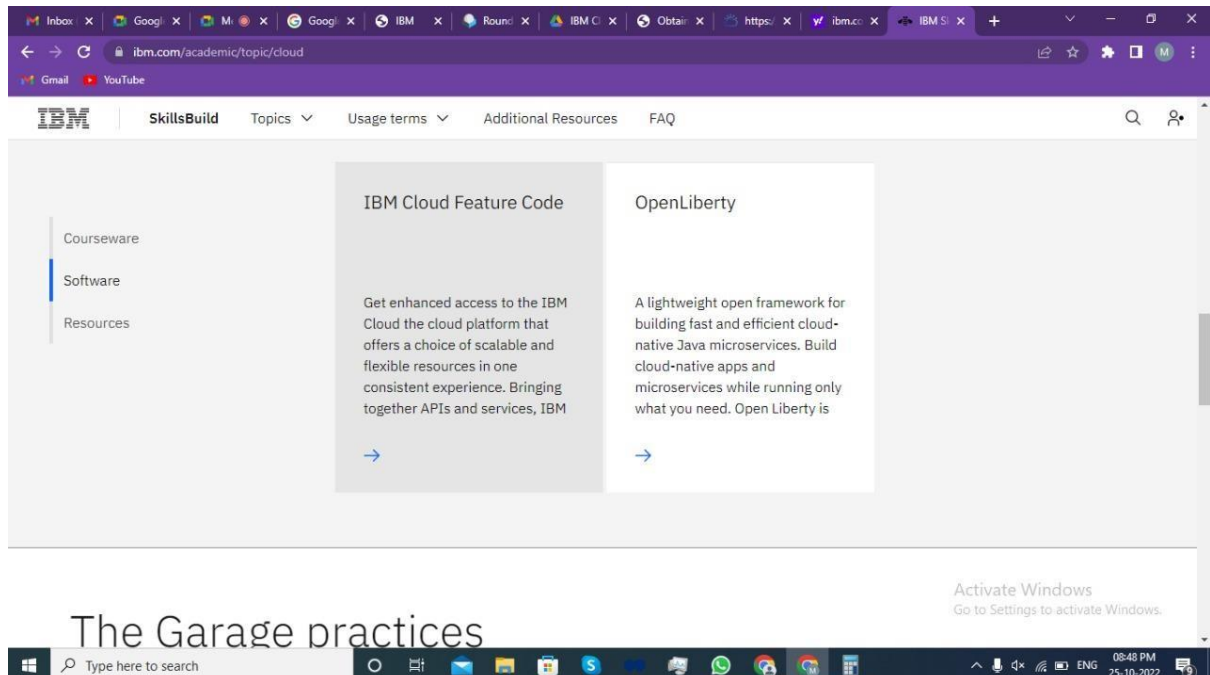 Inbox
Googl
M
Googl
IBM
Round
IBM Cl
Obtain
https:/
ibm.co
IBM S
ibm.com/academic/topic/cloud
M
Gmail
YouTube
IBM
SkillsBuild
Topics
Usage terms
Additional Resources
FAQ
Courseware
Software
Resources
IBM Cloud Feature Code
Get enhanced access to the IBM
Cloud the cloud platform that
offers a choice of scalable and
flexible resources in one
consistent experience. Bringing
together APIs and services, IBM
OpenLiberty
A lightweight open framework for
building fast and efficient cloud-
native Java microservices. Build
cloud-native apps and
microservices while running only
what you need. Open Liberty is
The Garage practices
Activate Windows
Go to Settings to activate Windows.
Type here to search
ENG
08:48 PM
25-10-2022